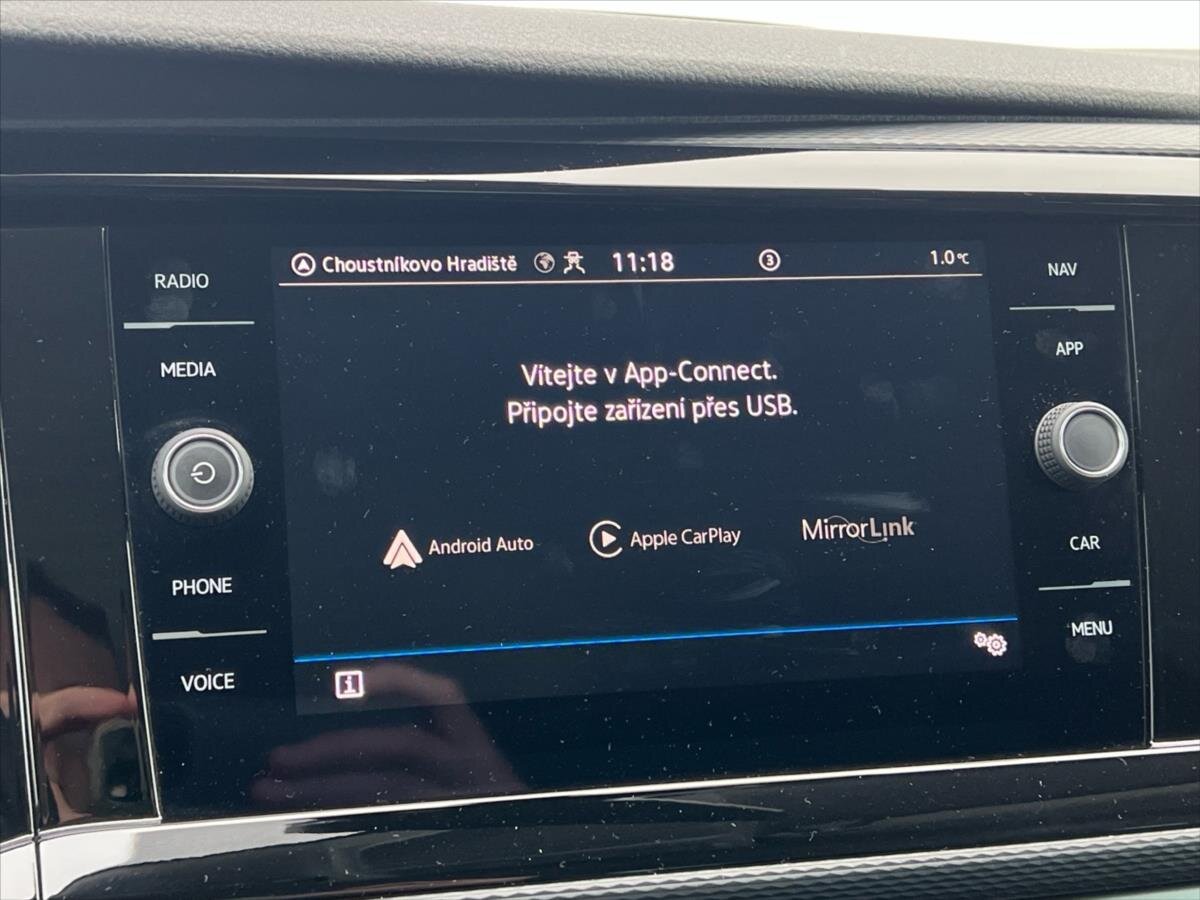 Choustníkovo Hradiště 11:18 3 1.0°C
RADIO
MEDIA
PHONE
VOICE
Vítejte v App-Connect.
Připojte zařízení přes USB.
Android Auto Apple CarPlay MirrorLink
i
NAV
APP
CAR
MENU